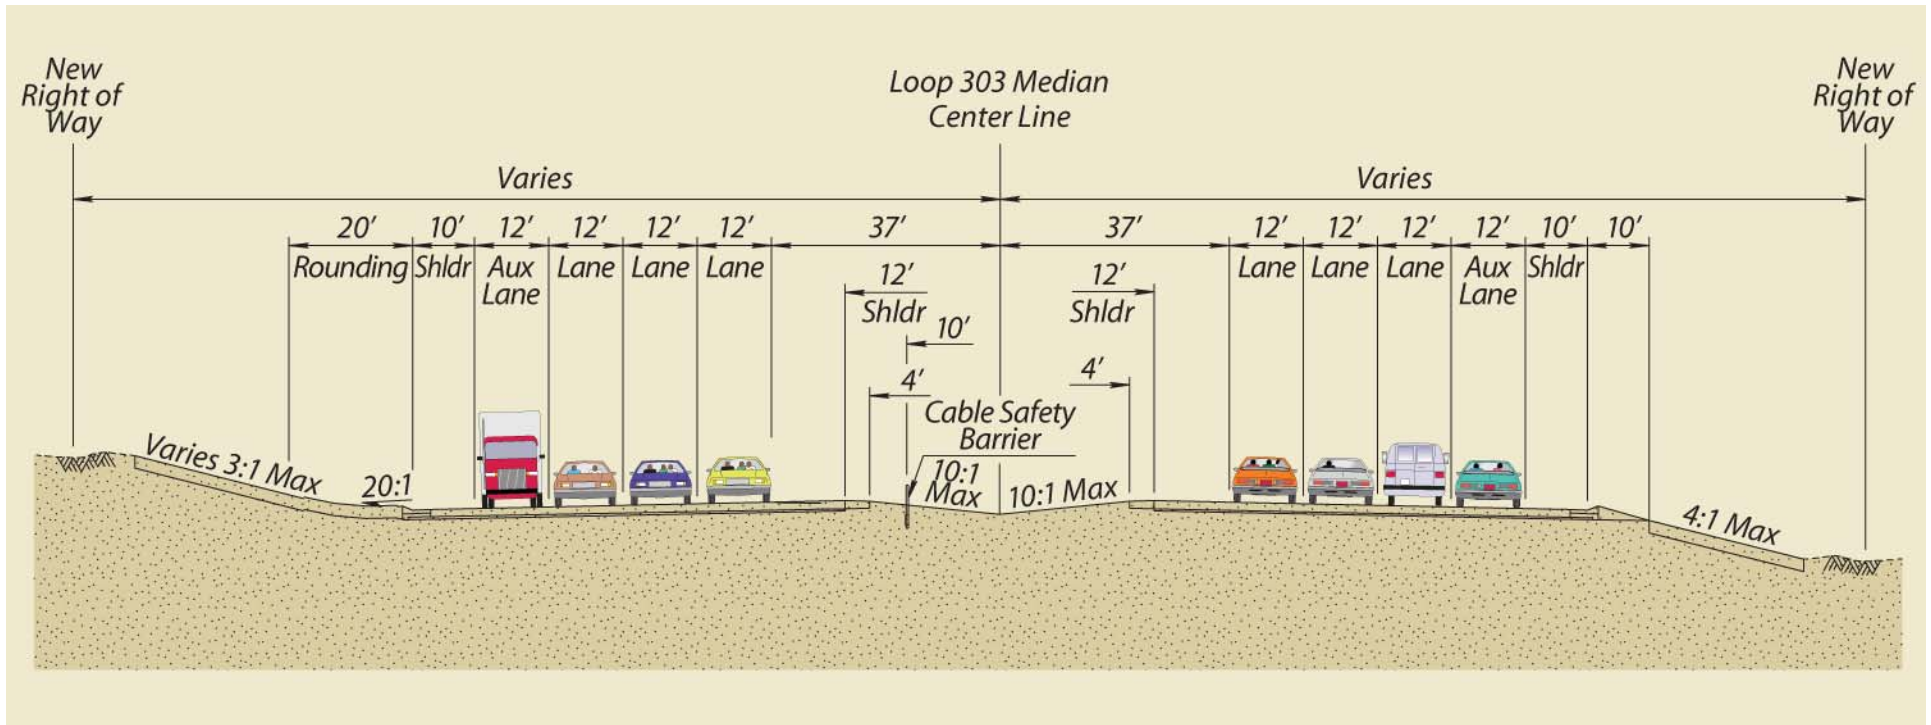 New
Right of
Way
Loop 303 Median
Center Line
New
Right of
Way
Varies
Varies
20’ 10’ 12’ 12’ 12’ 12’ 37’ 37’ 12’ 12’ 12’ 12’ 10’ 10’
Rounding Shldr Aux Lane Lane Lane Lane
Lane Lane Lane Lane Aux Lane Shldr
12’
Shldr
12’
Shldr
10’
4’
4’
Cable Safety
Barrier
Varies 3:1 Max
20:1
10:1
Max
10:1 Max
4:1 Max